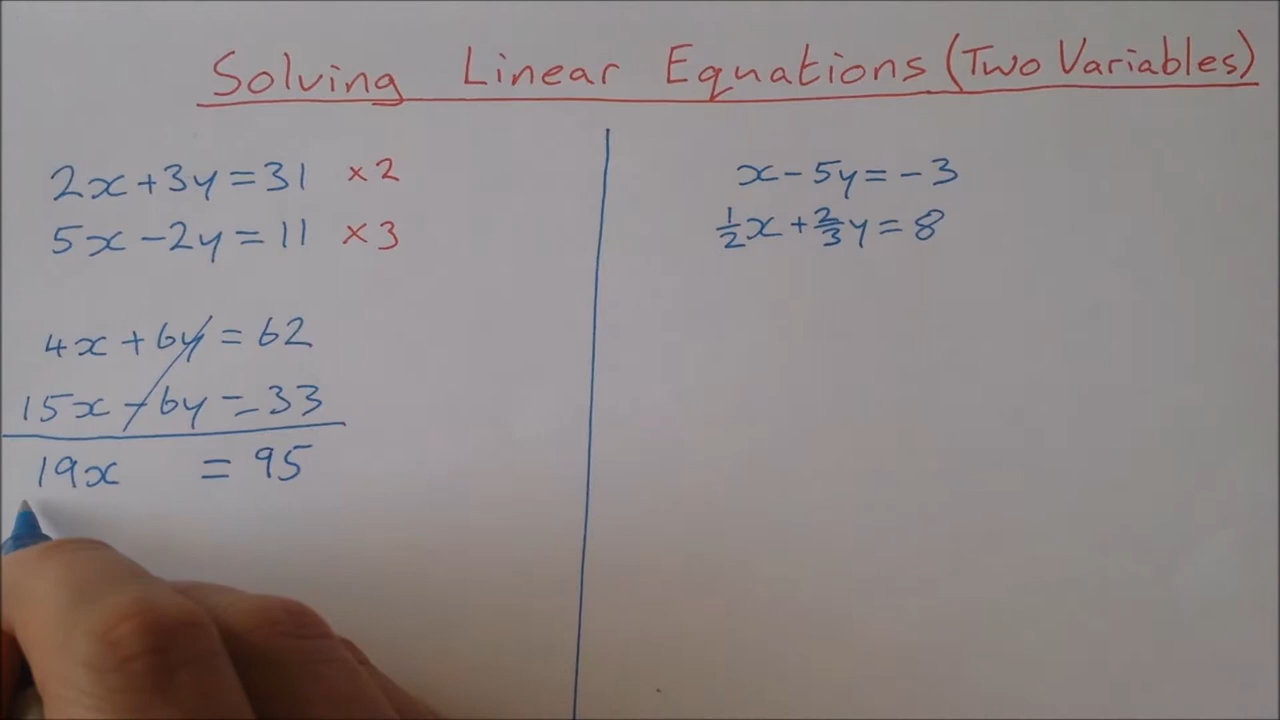 Solving Linear Equations (Two Variables)
2x+3y=31 ×2
5x-2y=11 ×3
4x+6y=62
15x-6y=33
19x =95
x-5y=-3
½x+⅔y=8